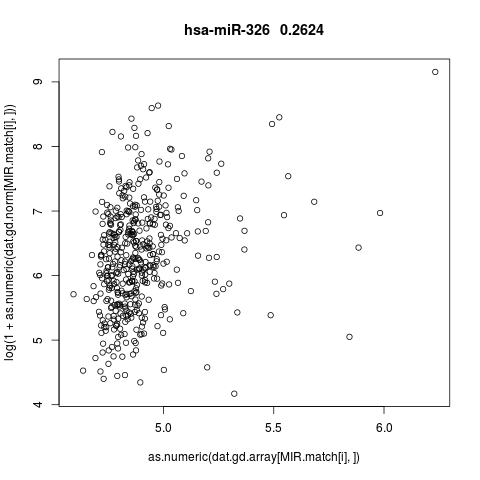 hsa-miR-326 0.2624
log(1 + as.numeric(dat.gd.norm[MIR.match[i], ]))
9
8
7
6
5
4
5.0 5.5 6.0
as.numeric(dat.gd.array[MIR.match[i], ])